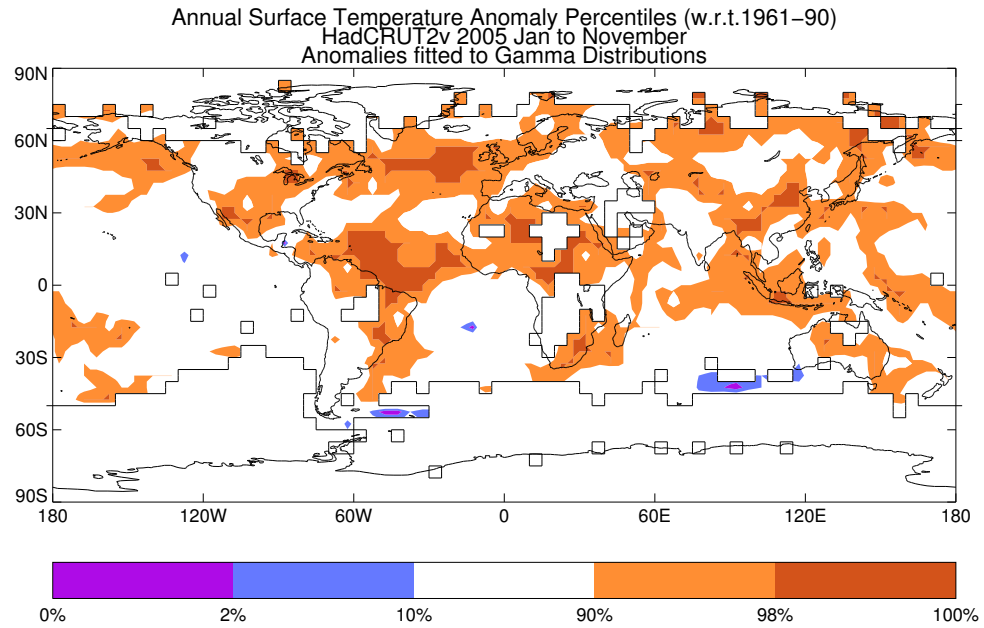 Annual Surface Temperature Anomaly Percentiles (w.r.t.1961−90)
HadCRUT2v 2005 Jan to November
Anomalies fitted to Gamma Distributions
90N
60N
30N
0
30S
60S
90S
180 120W 60W 0 60E 120E 180
0% 2% 10% 90% 98% 100%